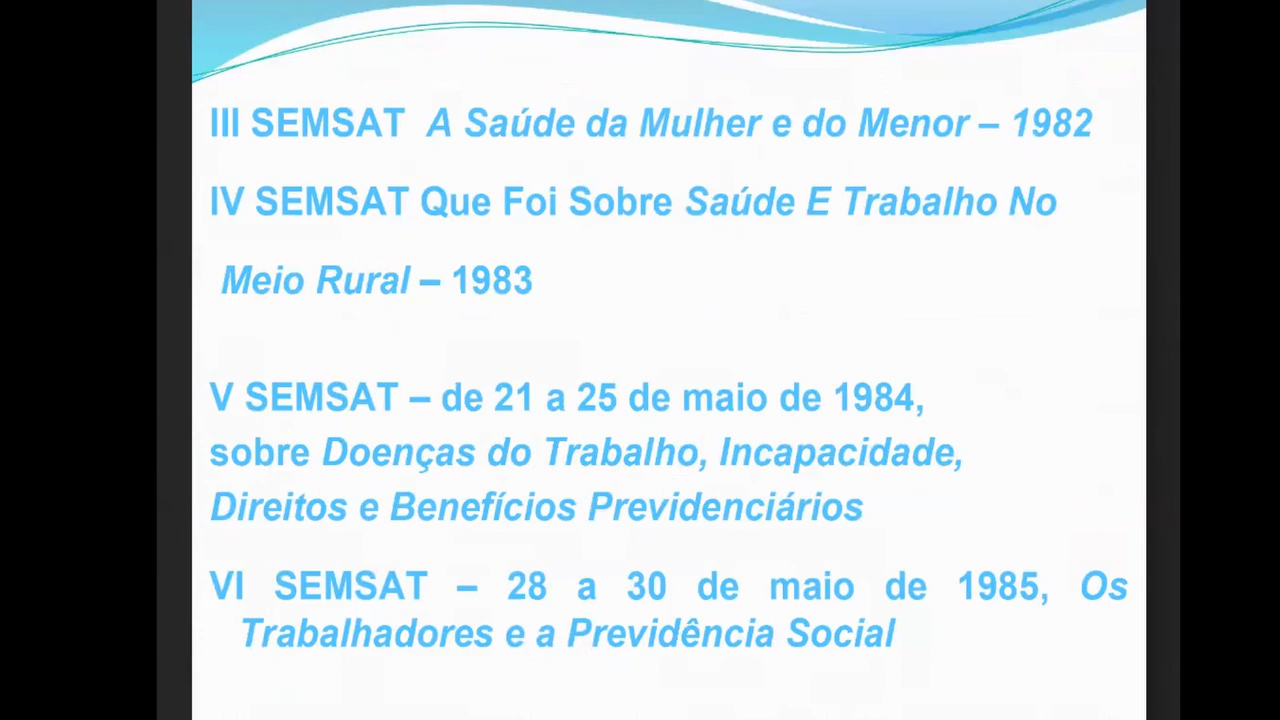 III SEMSAT A Saúde da Mulher e do Menor – 1982
IV SEMSAT Que Foi Sobre Saúde E Trabalho No
Meio Rural – 1983
V SEMSAT – de 21 a 25 de maio de 1984,
sobre Doenças do Trabalho, Incapacidade,
Direitos e Benefícios Previdenciários
VI SEMSAT – 28 a 30 de maio de 1985, Os
Trabalhadores e a Previdência Social